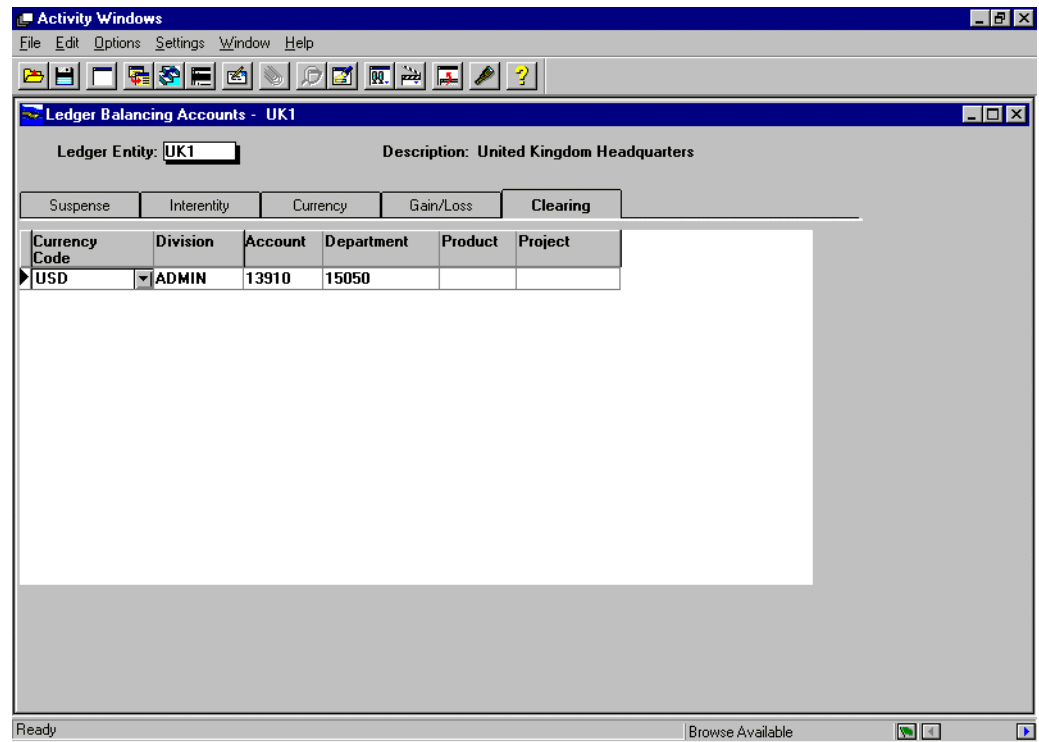 Activity Windows
File Edit Options Settings Window Help
Ledger Balancing Accounts - UK1
Ledger Entity: UK1 Description: United Kingdom Headquarters
Suspense Interentity Currency Gain/Loss Clearing
Currency Division Account Department Product Project
Code
USD ADMIN 13910 15050
Ready Browse Available